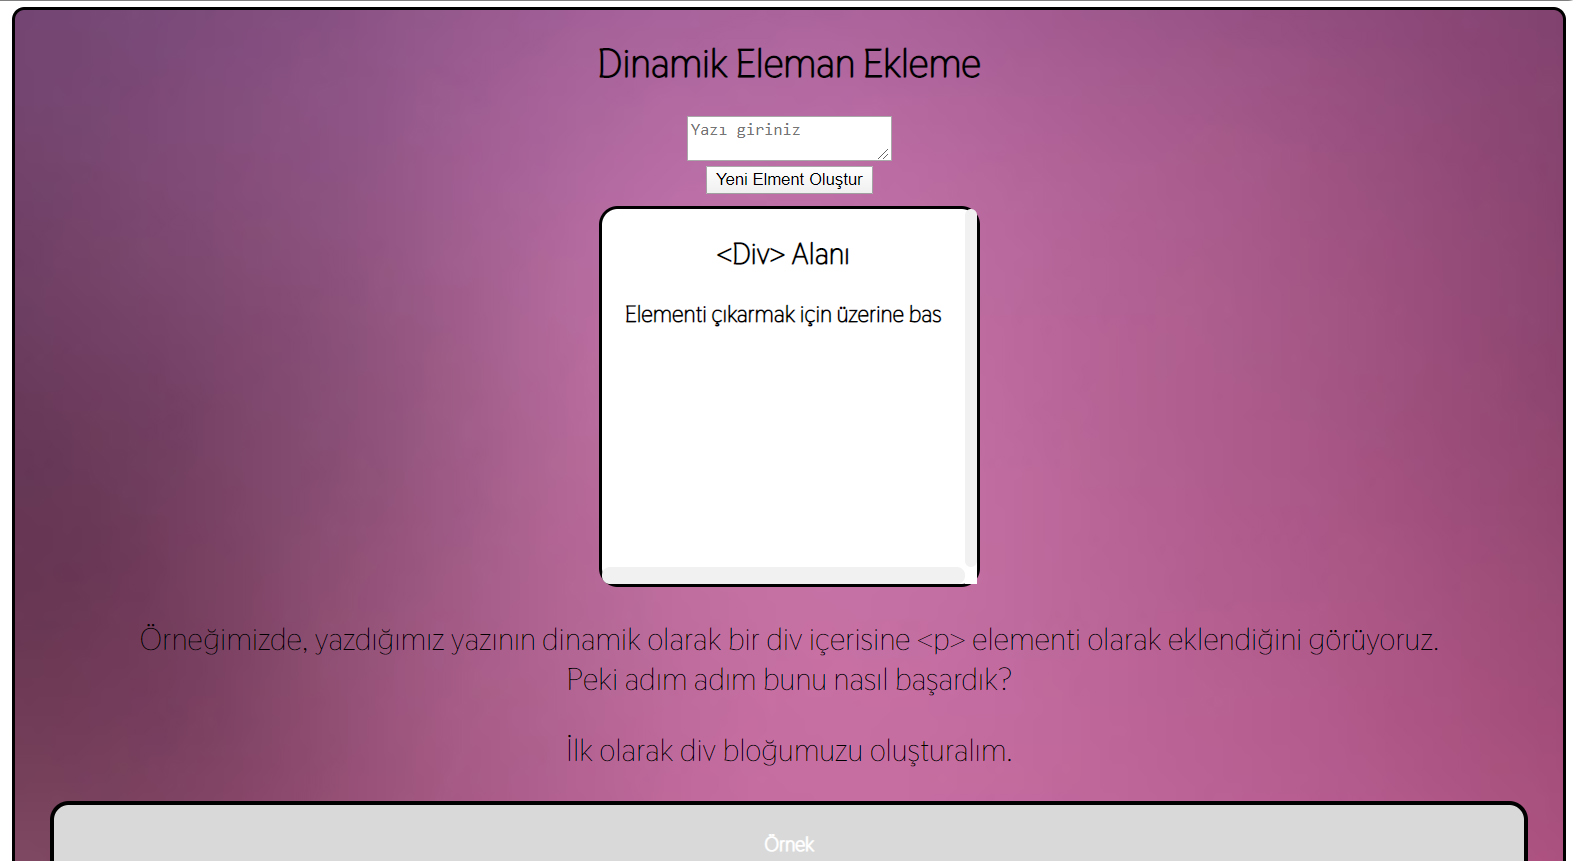 Dinamik Eleman Ekleme
Yazı giriniz
Yeni Elment Oluştur
<Div> Alanı
Elementi çıkarmak için üzerine bas
Örneğimizde, yazdığımız yazının dinamik olarak bir div içerisine <p> elementi olarak eklendiğini görüyoruz.
Peki adım adım bunu nasıl başardık?
İlk olarak div bloğumuzu oluşturalım.
Örnek